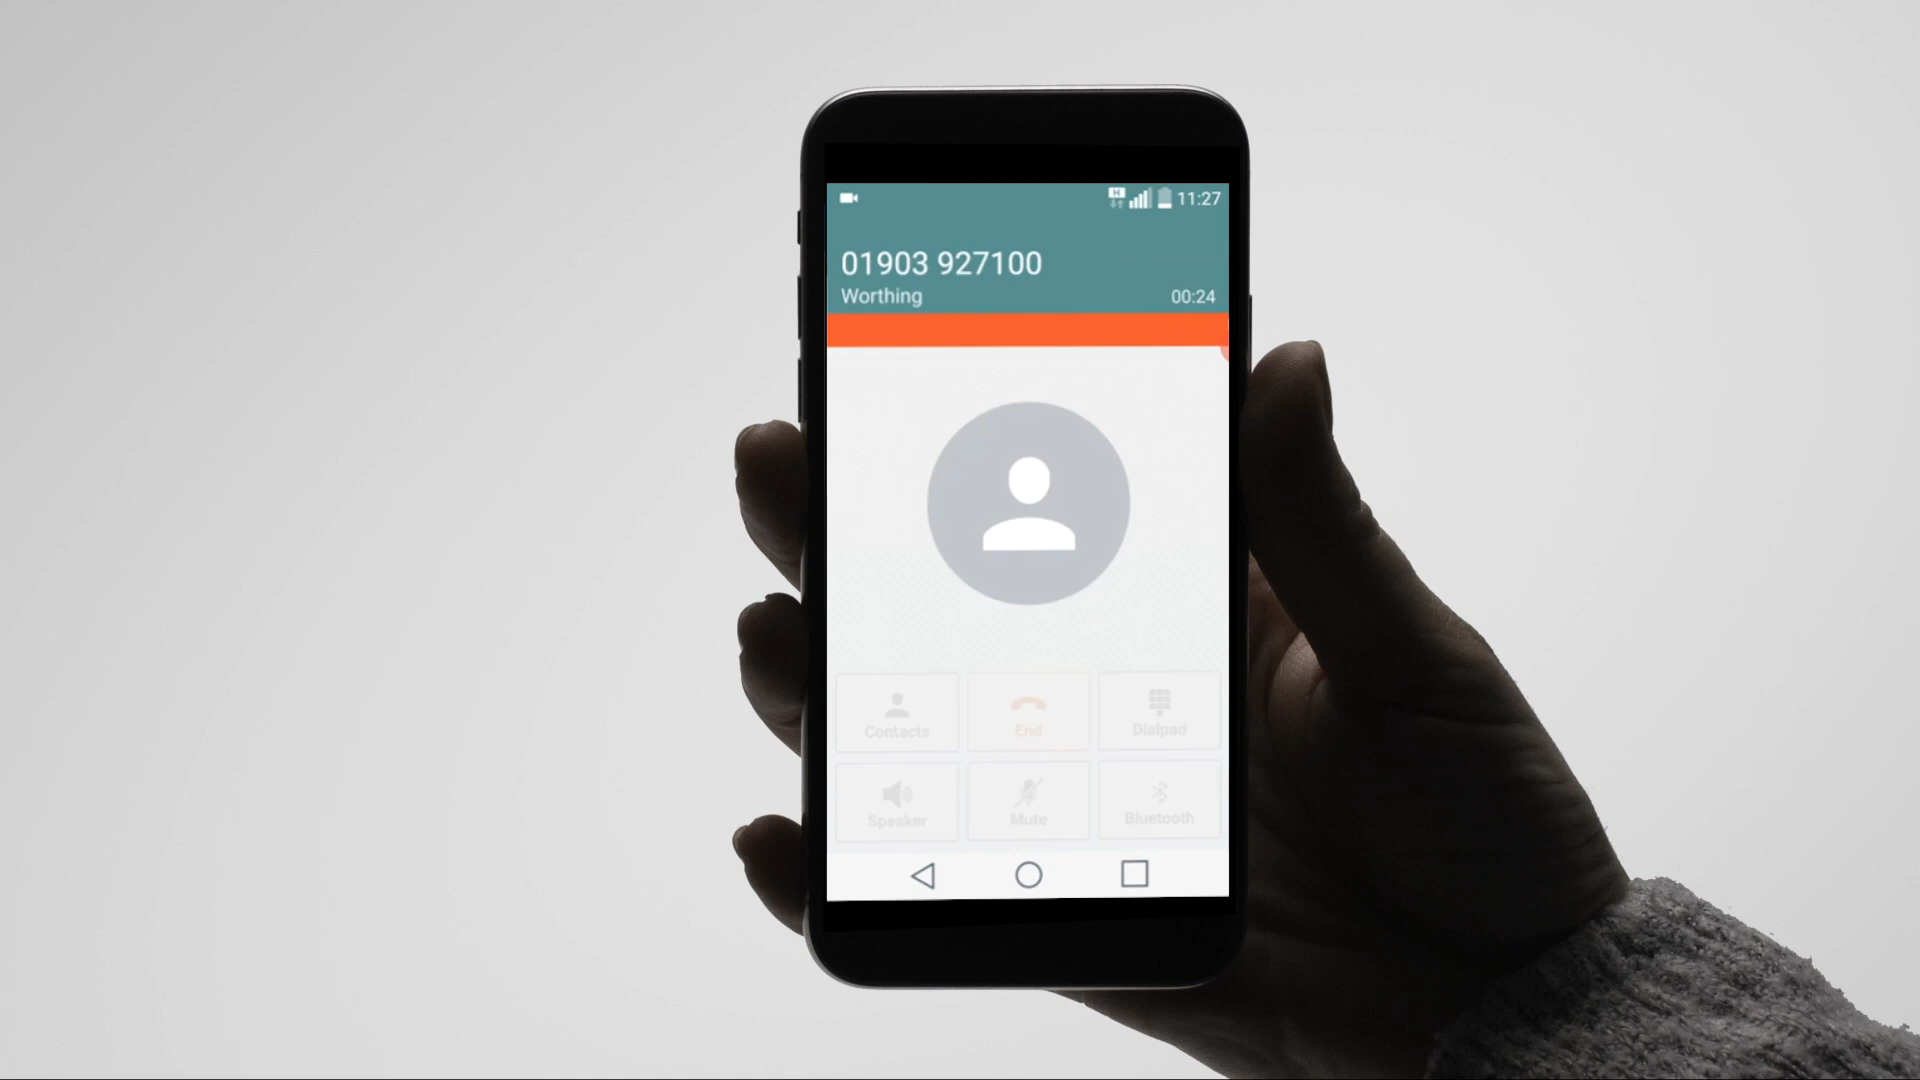 H 11:27
01903 927100
Worthing 00:24
Contacts End Dialpad
Speaker Mute Bluetooth